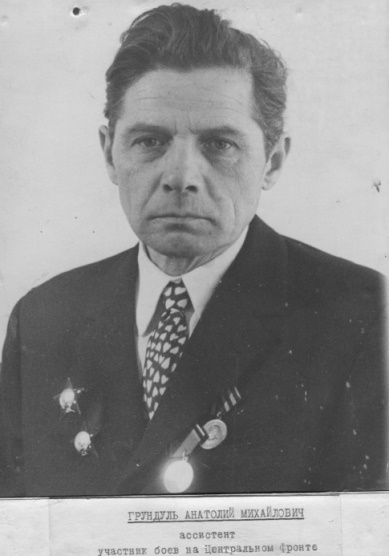 ГРУНДУЛЬ АНАТОЛИЙ МИХАЙЛОВИЧ
ассистент
участник боев на Центральном фронте